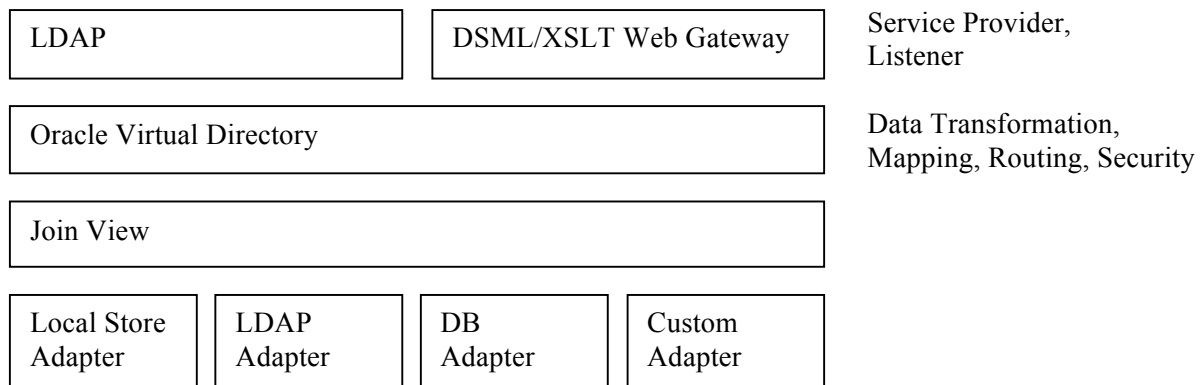 LDAP
DSML/XSLT Web Gateway
Service Provider,
Listener
Oracle Virtual Directory
Data Transformation,
Mapping, Routing, Security
Join View
Local Store
Adapter
LDAP
Adapter
DB
Adapter
Custom
Adapter